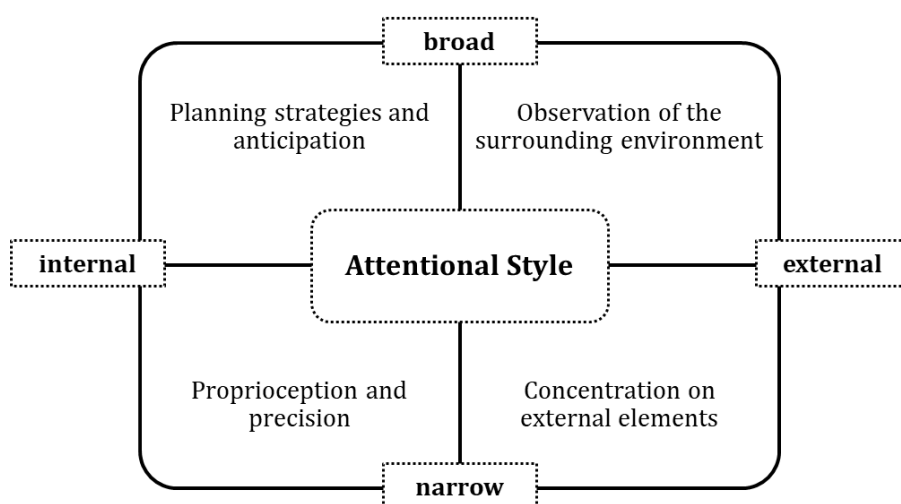 broad
Planning strategies and
anticipation
Observation of the
surrounding environment
internal
Attentional Style
external
Proprioception and
precision
Concentration on
external elements
narrow